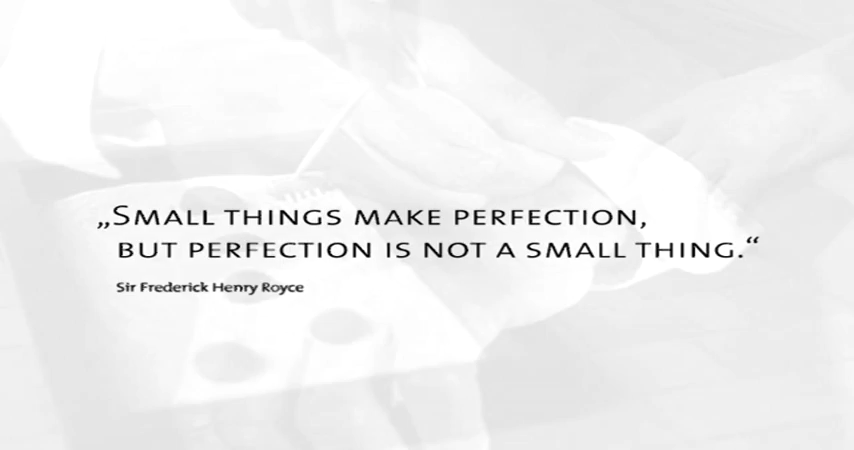 „Small things make perfection,
but perfection is not a small thing.“
Sir Frederick Henry Royce